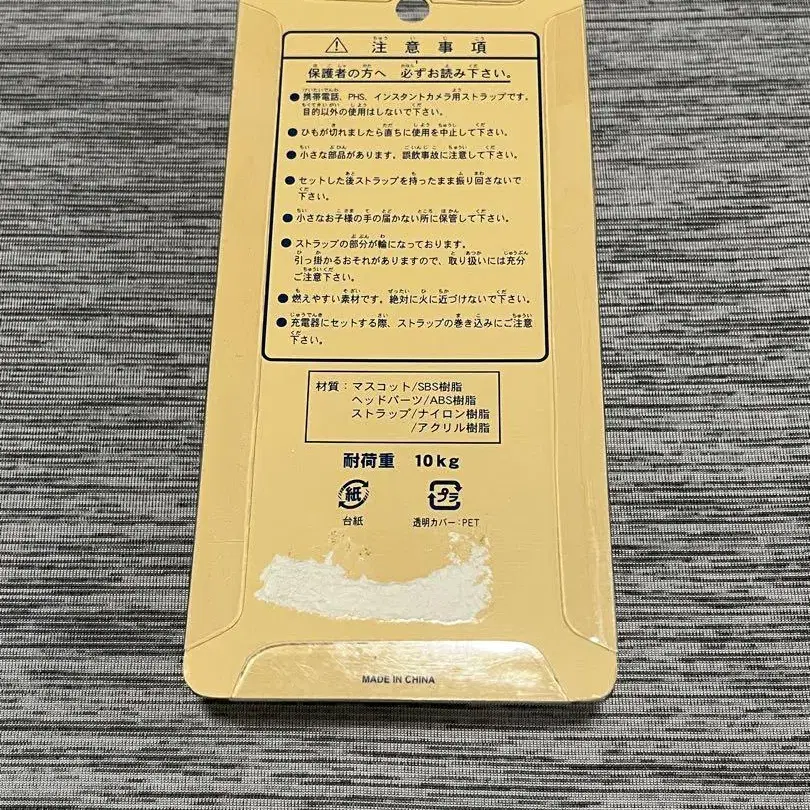 ⚠ 注意事項
保護者の方へ 必ずお読み下さい。
●携帯電話、PHS、インスタントカメラ用ストラップです。
目的以外の使用はしないで下さい。
●ひもが切れましたら直ちに使用を中止して下さい。
●小さな部品があります。誤飲事故に注意して下さい。
●セットした後ストラップを持ったまま振り回さないで
下さい。
●小さなお子様の手の届かない所に保管して下さい。
●ストラップの部分が輪になっております。
引っ掛かるおそれがありますので、取り扱いには充分
ご注意下さい。
●燃えやすい素材です。絶対に火に近づけないで下さい。
●充電器にセットする際、ストラップの巻き込みにご注意
下さい。
材質：マスコット/SBS樹脂
ヘッドパーツ/ABS樹脂
ストラップ/ナイロン樹脂
/アクリル樹脂
耐荷重 10kg
紙 プラ
台紙 透明カバー：PET
MADE IN CHINA